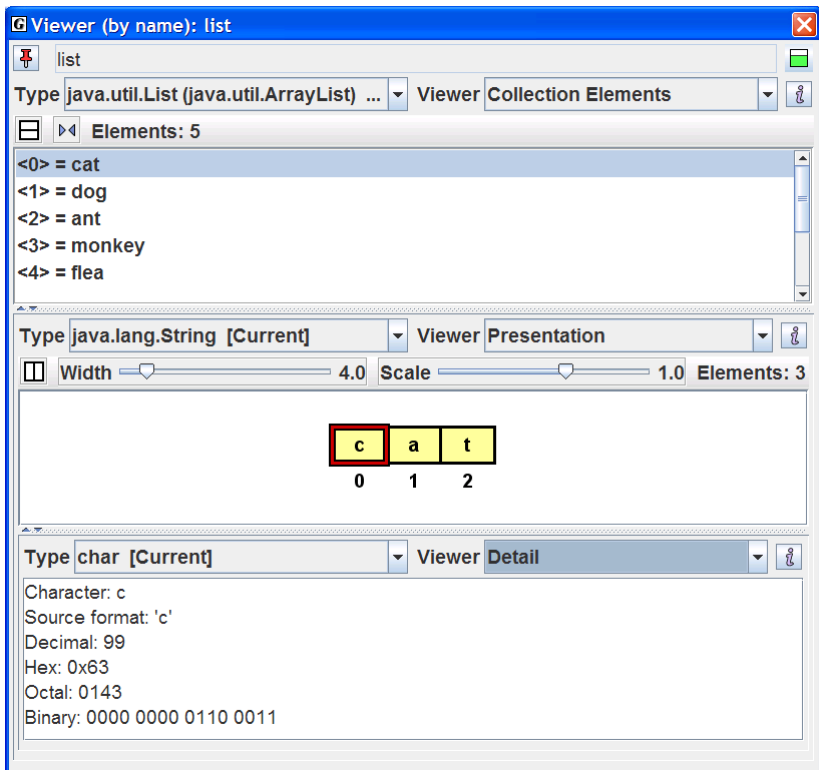 Viewer (by name): list
list
Type java.util.List (java.util.ArrayList) ... Viewer Collection Elements
Elements: 5
<0> = cat
<1> = dog
<2> = ant
<3> = monkey
<4> = flea
Type java.lang.String [Current] Viewer Presentation
Width 4.0 Scale 1.0 Elements: 3
c a t
0 1 2
Type char [Current] Viewer Detail
Character: c
Source format: 'c'
Decimal: 99
Hex: 0x63
Octal: 0143
Binary: 0000 0000 0110 0011